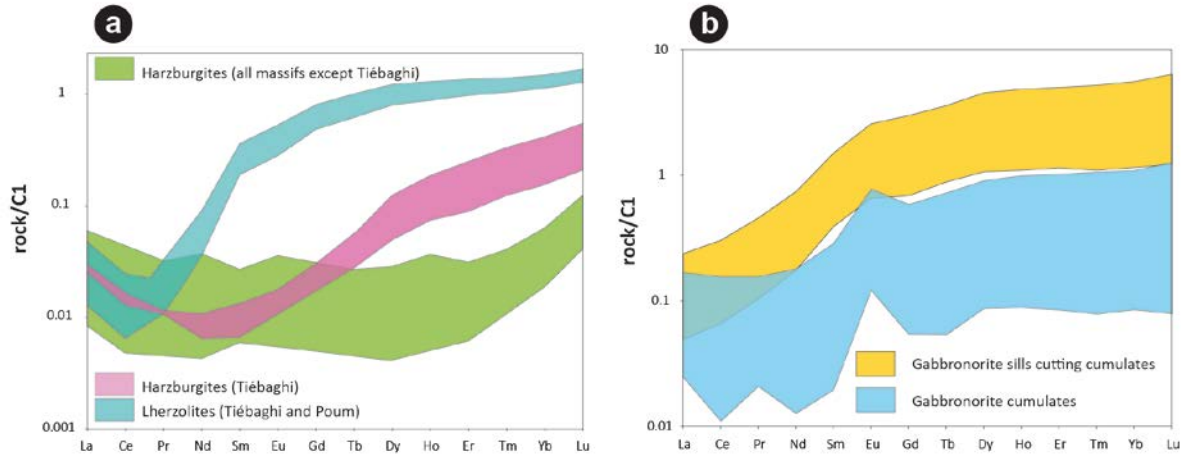 a
Harzburgites (all massifs except Tiébaghi)
1
0.1
0.01
0.001
rock/C1
Harzburgites (Tiébaghi)
Lherzolites (Tiébaghi and Poum)
La Ce Pr Nd Sm Eu Gd Tb Dy Ho Er Tm Yb Lu
b
10
1
0.1
0.01
rock/C1
Gabbronorite sills cutting cumulates
Gabbronorite cumulates
La Ce Pr Nd Sm Eu Gd Tb Dy Ho Er Tm Yb Lu